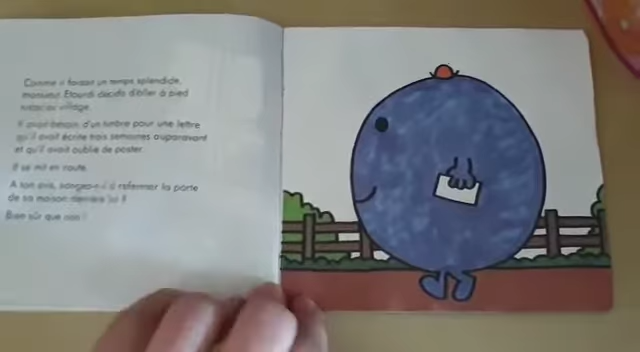 Comme il faisait un temps splendide,
monsieur Etourdi décida d'aller à pied
au village.
Il avait besoin d'un timbre pour une lettre
qu'il avait écrite trois semaines auparavant
et qu'il avait oublié de poster.
Il se mit en route.
A ton avis, songea-t-il à refermer la porte
de sa maison derrière lui ?
Bien sûr que non !